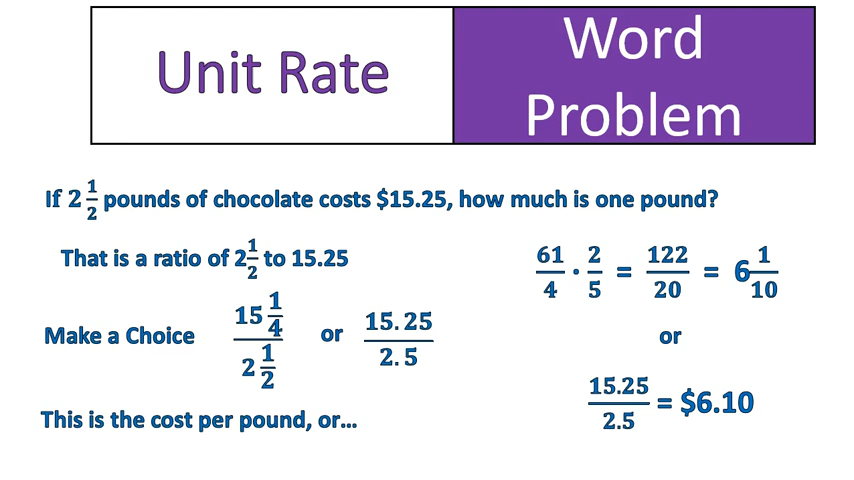 Unit Rate
Word
Problem
If 2 1/2 pounds of chocolate costs $15.25, how much is one pound?
That is a ratio of 2 1/2 to 15.25
Make a Choice
15 1/4
2 1/2
or
15.25
2.5
This is the cost per pound, or...
61/4 · 2/5 = 122/20 = 6 1/10
or
15.25/2.5 = $6.10